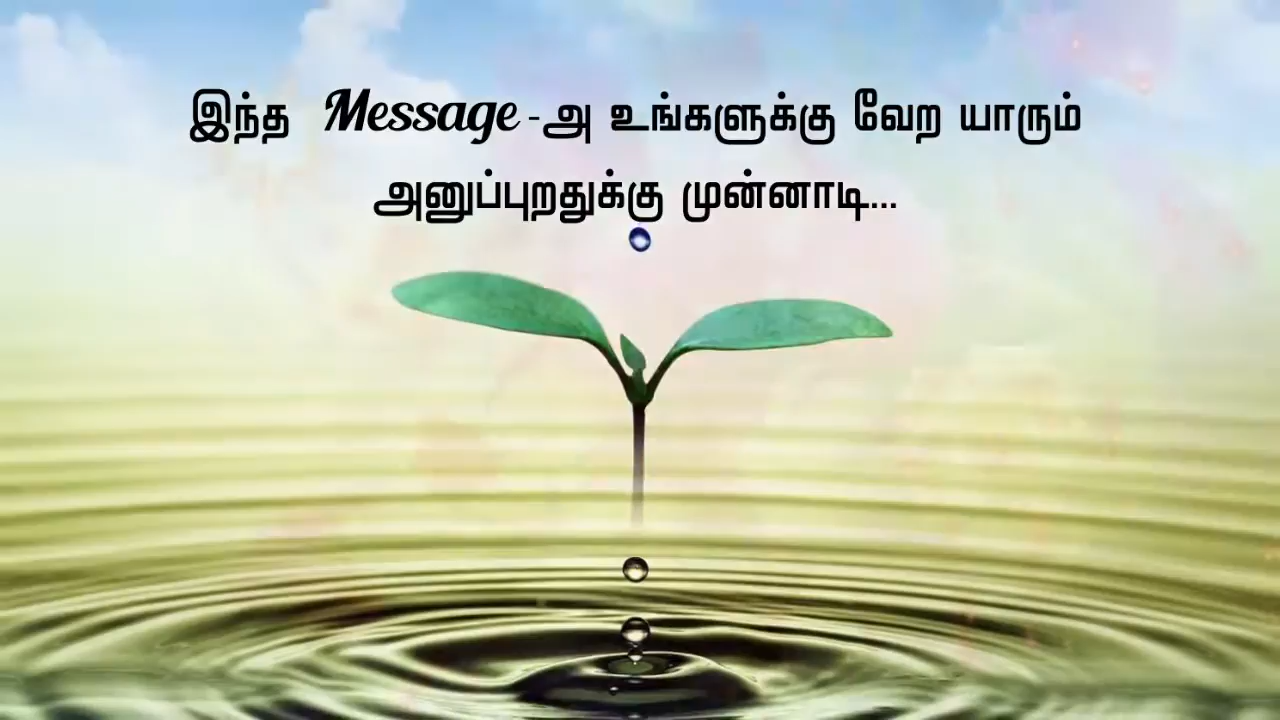 இந்த Message-அ உங்களுக்கு வேற யாரும்
அனுப்புறதுக்கு முன்னாடி...